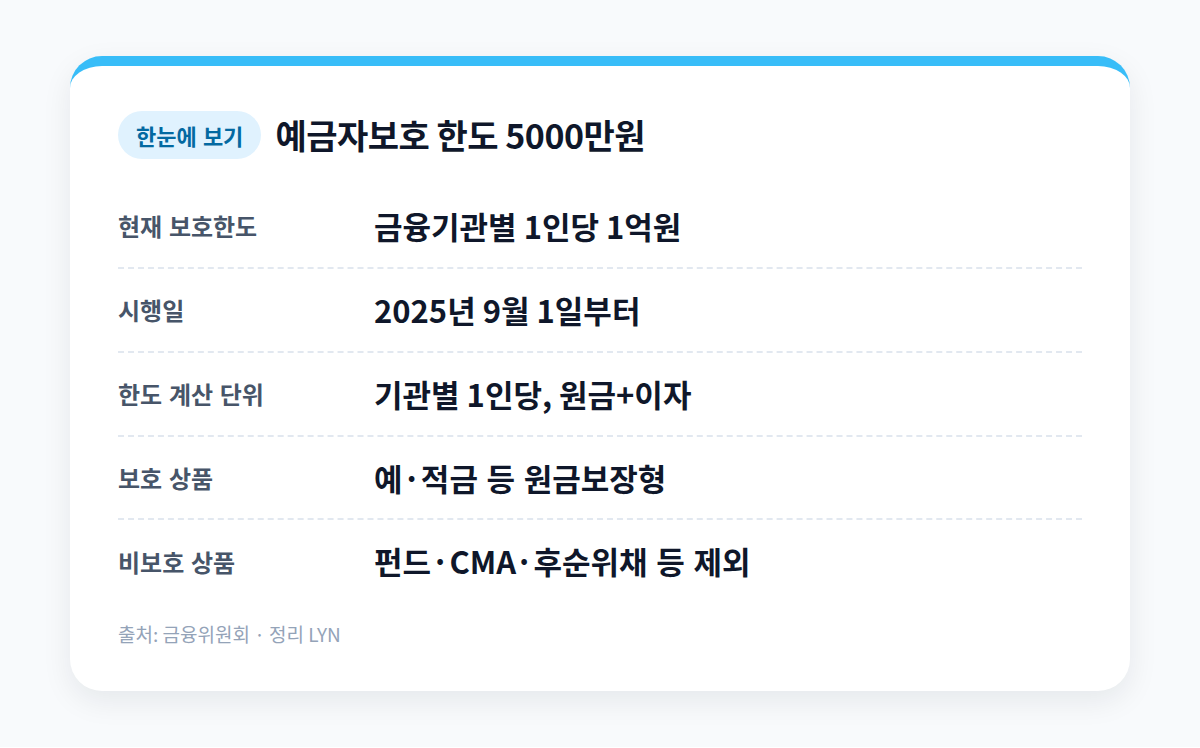 한눈에 보기 예금자보호 한도 5000만원
현재 보호한도 금융기관별 1인당 1억원
시행일 2025년 9월 1일부터
한도 계산 단위 기관별 1인당, 원금+이자
보호 상품 예·적금 등 원금보장형
비보호 상품 펀드·CMA·후순위채 등 제외
출처: 금융위원회 · 정리 LYN